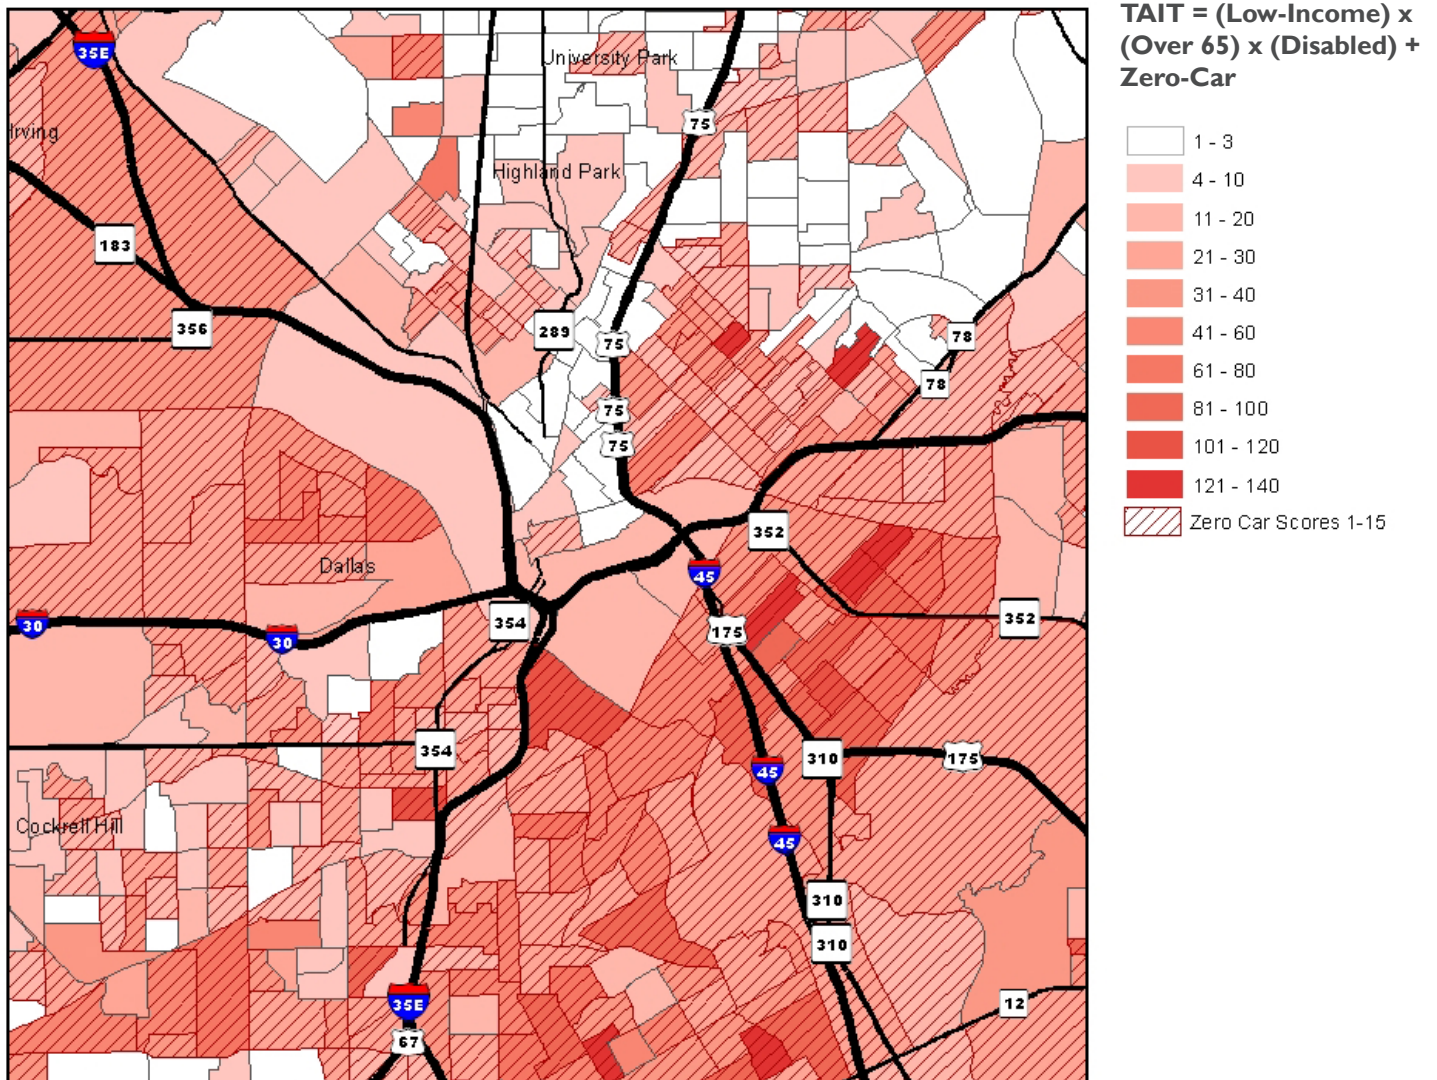 TAIT = (Low-Income) x
(Over 65) x (Disabled) +
Zero-Car
1 - 3
4 - 10
11 - 20
21 - 30
31 - 40
41 - 60
61 - 80
81 - 100
101 - 120
121 - 140
Zero Car Scores 1-15
35E
University Park
75
Irving
Highland Park
183
356
289
75
78
78
75
75
352
Dallas
45
30
30
354
175
352
354
310
175
45
Cockrell Hill
45
310
310
35E
12
67